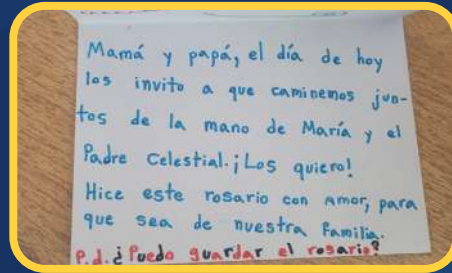 Mamá y papá, el día de hoy
los invito a que caminemos jun-
tos de la mano de María y el
Padre Celestial. ¡Los quiero!
Hice este rosario con Amor, para
que sea de nuestra Familia.
P.d. ¿Puedo guardar el rosario?